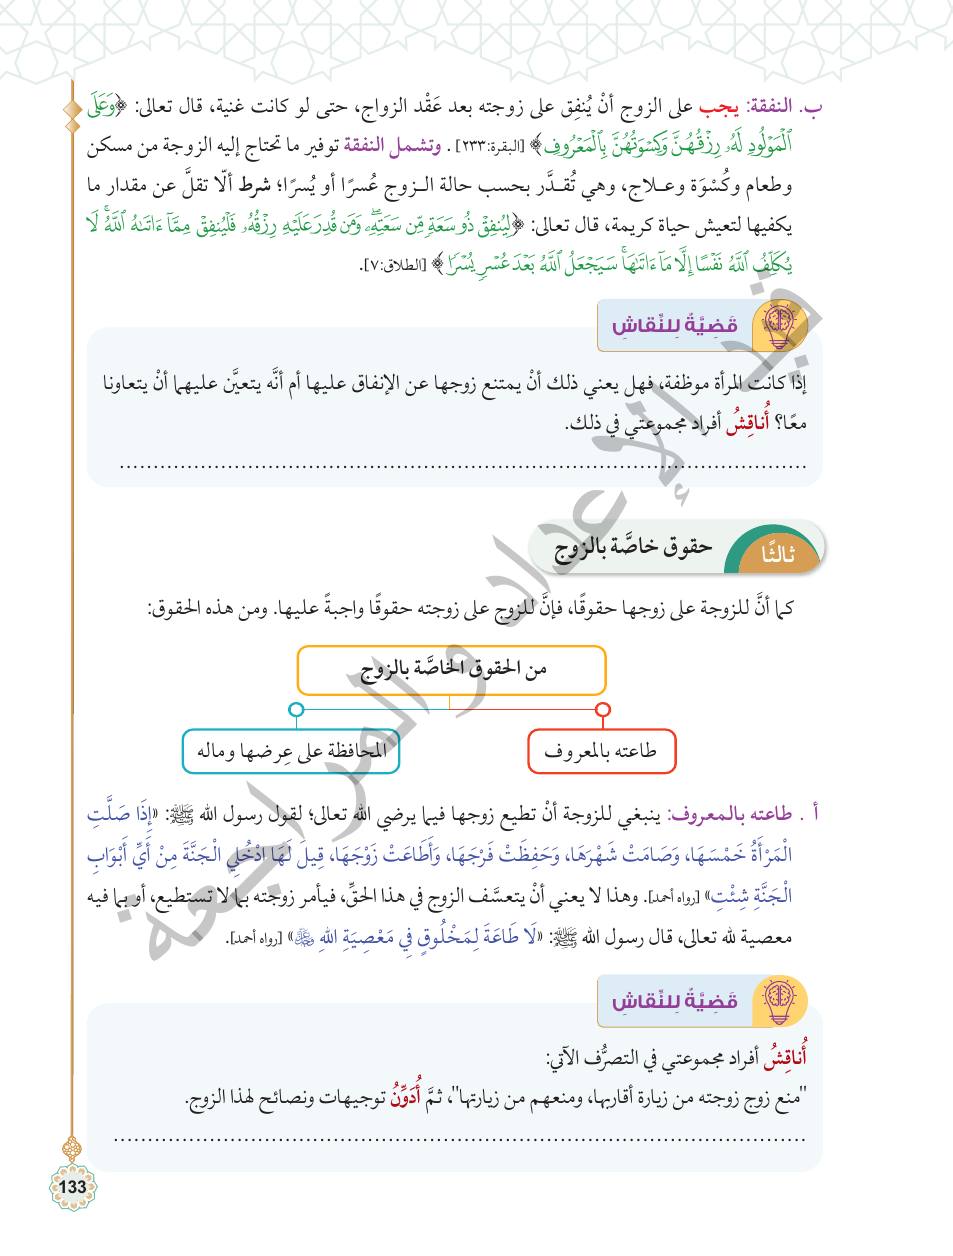 ب. النفقة: يجب على الزوج أنْ يُنفِق على زوجته بعد عَقْد الزواج، حتى لو كانت غنية، قال تعالى: ﴿وَعَلَى
ٱلْمَوْلُودِ لَهُۥ رِزْقُهُنَّ وَكِسْوَتُهُنَّ بِٱلْمَعْرُوفِ﴾ [البقرة:٢٣٣] . وتشمل النفقة توفير ما تحتاج إليه الزوجة من مسكن
وطعام وكُسْوَة وعـلاج، وهي تُقـدَّر بحسب حالة الـزوج عُسرًا أو يُسرًا؛ شرط ألّا تقلَّ عن مقدار ما
يكفيها لتعيش حياة كريمة، قال تعالى: ﴿لِيُنفِقْ ذُو سَعَةٍ مِّن سَعَتِهِۦۖ وَمَن قُدِرَ عَلَيْهِ رِزْقُهُۥ فَلْيُنفِقْ مِمَّآ ءَاتَىٰهُ ٱللَّهُۚ لَا
يُكَلِّفُ ٱللَّهُ نَفْسًا إِلَّا مَآ ءَاتَىٰهَاۚ سَيَجْعَلُ ٱللَّهُ بَعْدَ عُسْرٍ يُسْرًا﴾ [الطلاق:٧].
قَضِيَّةٌ لِلنِّقاشِ
إذا كانت المرأة موظفة، فهل يعني ذلك أنْ يمتنع زوجها عن الإنفاق عليها أم أنَّه يتعيَّن عليهما أنْ يتعاونا
معًا؟ أُناقِشُ أفراد مجموعتي في ذلك.
......................................................................................................
ثالثًا حقوق خاصَّة بالزوج
كما أنَّ للزوجة على زوجها حقوقًا، فإنَّ للزوج على زوجته حقوقًا واجبةً عليها. ومن هذه الحقوق:
من الحقوق الخاصَّة بالزوج
طاعته بالمعروف
المحافظة على عِرضها وماله
أ . طاعته بالمعروف: ينبغي للزوجة أنْ تطيع زوجها فيما يرضي الله تعالى؛ لقول رسول الله ﷺ: «إِذَا صَلَّتِ
الْمَرْأَةُ خَمْسَهَا، وَصَامَتْ شَهْرَهَا، وَحَفِظَتْ فَرْجَهَا، وَأَطَاعَتْ زَوْجَهَا، قِيلَ لَهَا ادْخُلِي الْجَنَّةَ مِنْ أَيِّ أَبْوَابِ
الْجَنَّةِ شِئْتِ» [رواه أحمد]. وهذا لا يعني أنْ يتعسَّف الزوج في هذا الحقِّ، فيأمر زوجته بما لا تستطيع، أو بما فيه
معصية لله تعالى، قال رسول الله ﷺ: «لَا طَاعَةَ لِمَخْلُوقٍ فِي مَعْصِيَةِ اللهِ ﷻ» [رواه أحمد].
قَضِيَّةٌ لِلنِّقاشِ
أُناقِشُ أفراد مجموعتي في التصرُّف الآتي:
"منع زوج زوجته من زيارة أقاربها، ومنعهم من زيارتها"، ثمَّ أُدَوِّنُ توجيهات ونصائح لهذا الزوج.
......................................................................................................
133
قيد الإعداد و المراجعة